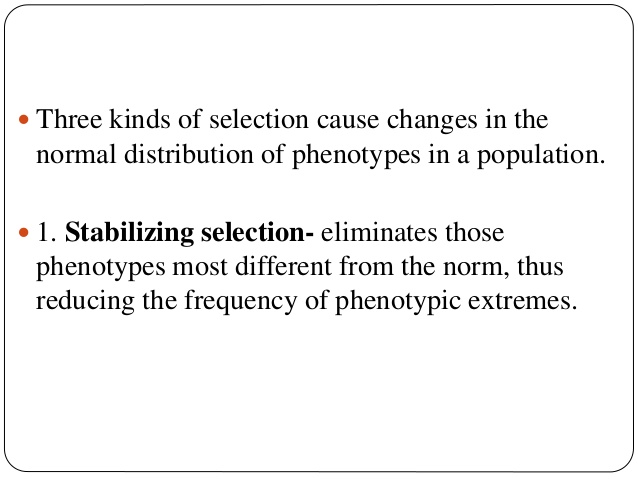 • Three kinds of selection cause changes in the
normal distribution of phenotypes in a population.
• 1. Stabilizing selection- eliminates those
phenotypes most different from the norm, thus
reducing the frequency of phenotypic extremes.